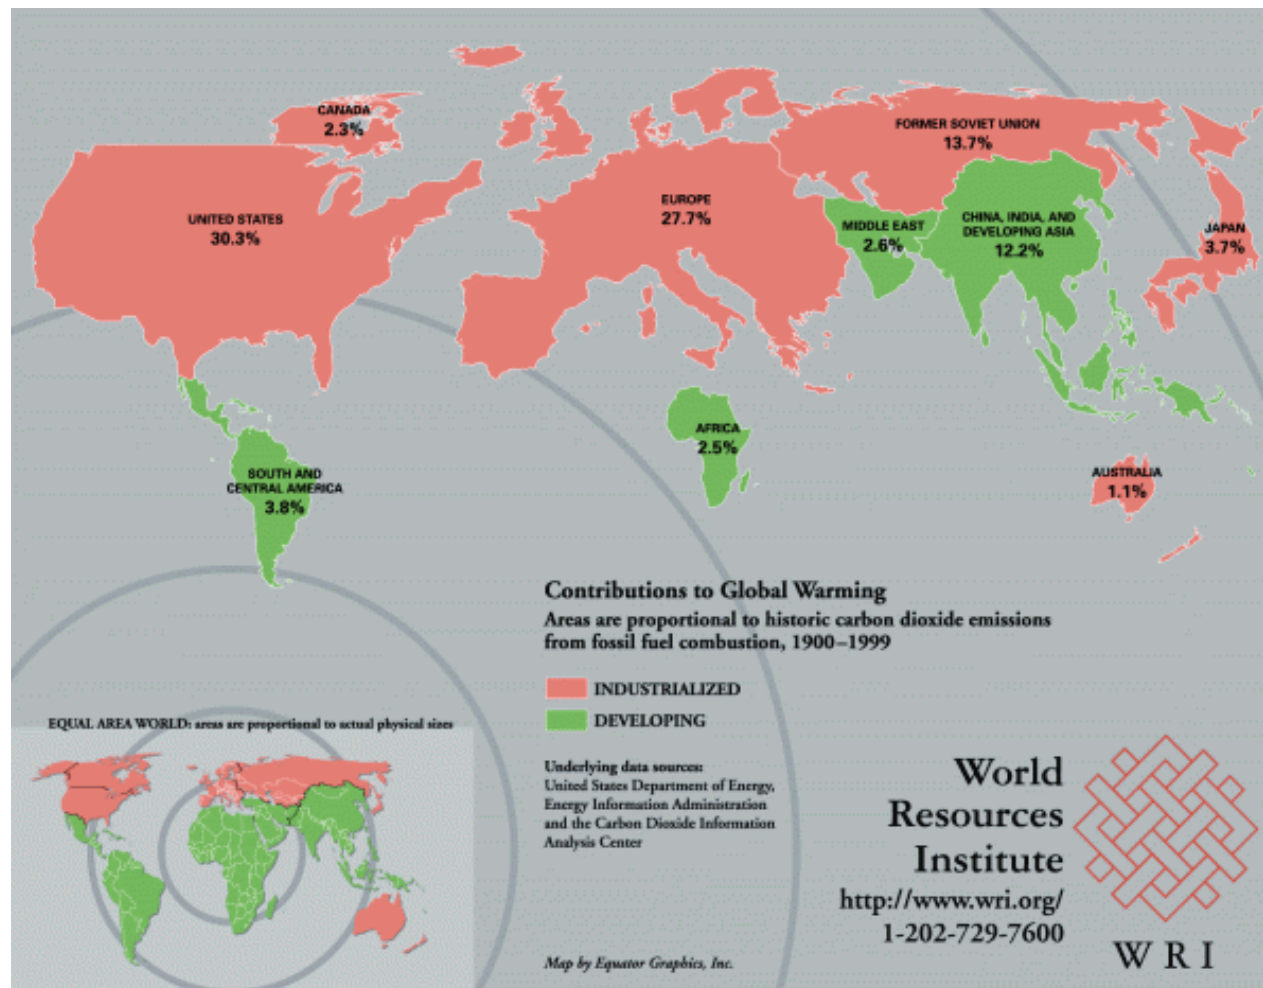 CANADA
2.3%
FORMER SOVIET UNION
13.7%
UNITED STATES
30.3%
EUROPE
27.7%
MIDDLE EAST
2.6%
CHINA, INDIA, AND
DEVELOPING ASIA
12.2%
JAPAN
3.7%
AFRICA
2.5%
SOUTH AND
CENTRAL AMERICA
3.8%
AUSTRALIA
1.1%
Contributions to Global Warming
Areas are proportional to historic carbon dioxide emissions
from fossil fuel combustion, 1900–1999
INDUSTRIALIZED
DEVELOPING
EQUAL AREA WORLD: areas are proportional to actual physical sizes
Underlying data sources:
United States Department of Energy,
Energy Information Administration
and the Carbon Dioxide Information
Analysis Center
Map by Equator Graphics, Inc.
World
Resources
Institute
http://www.wri.org/
1-202-729-7600
WRI